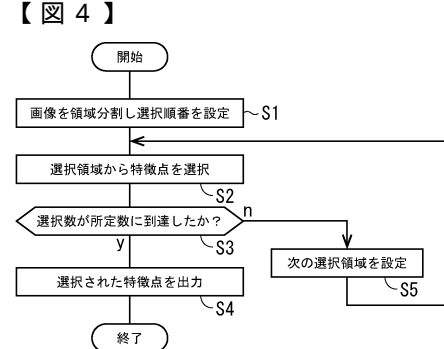 【図４】
開始
画像を領域分割し選択順番を設定
S1
選択領域から特徴点を選択
S2
選択数が所定数に到達したか？
n
S3
y
次の選択領域を設定
S5
選択された特徴点を出力
S4
終了